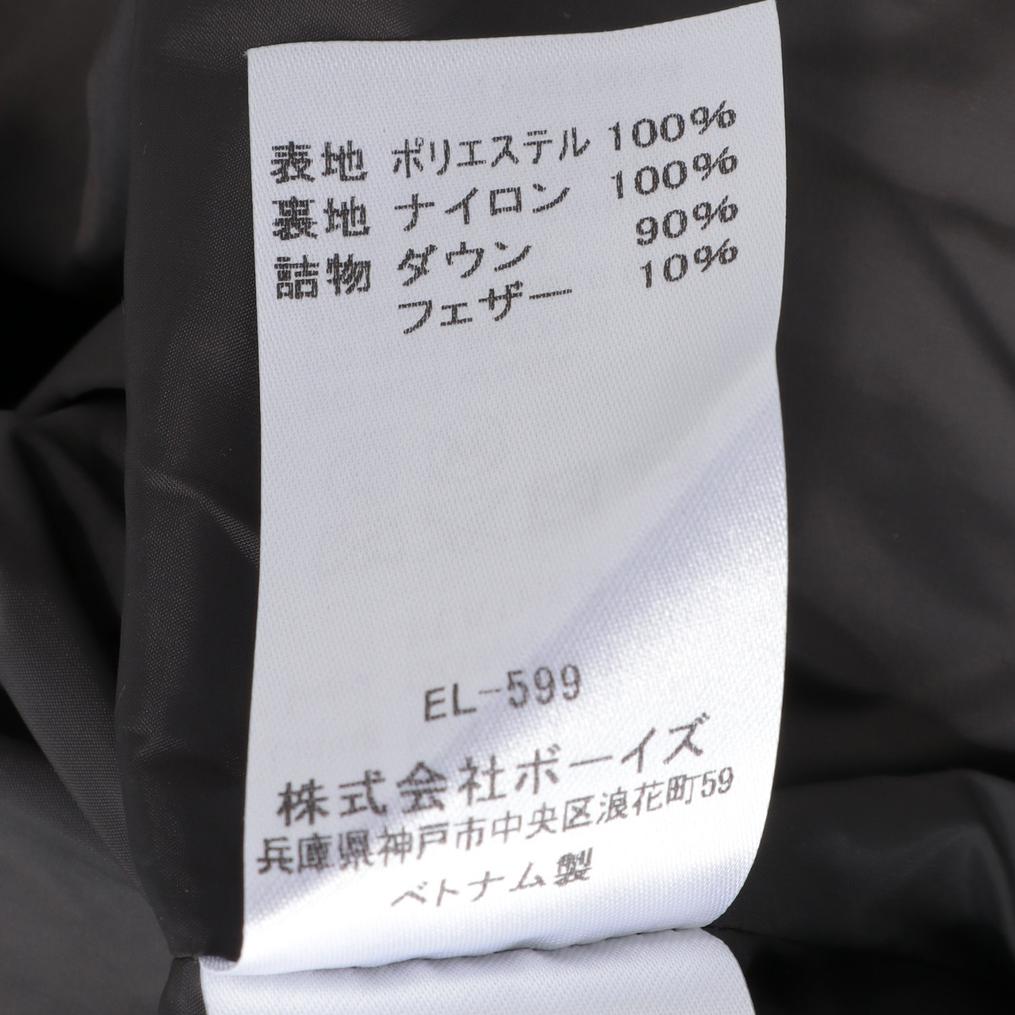 表地 ポリエステル 100%
裏地 ナイロン 100%
詰物 ダウン 90%
フェザー 10%
EL-599
株式会社ボーイズ
兵庫県神戸市中央区浪花町59
ベトナム製